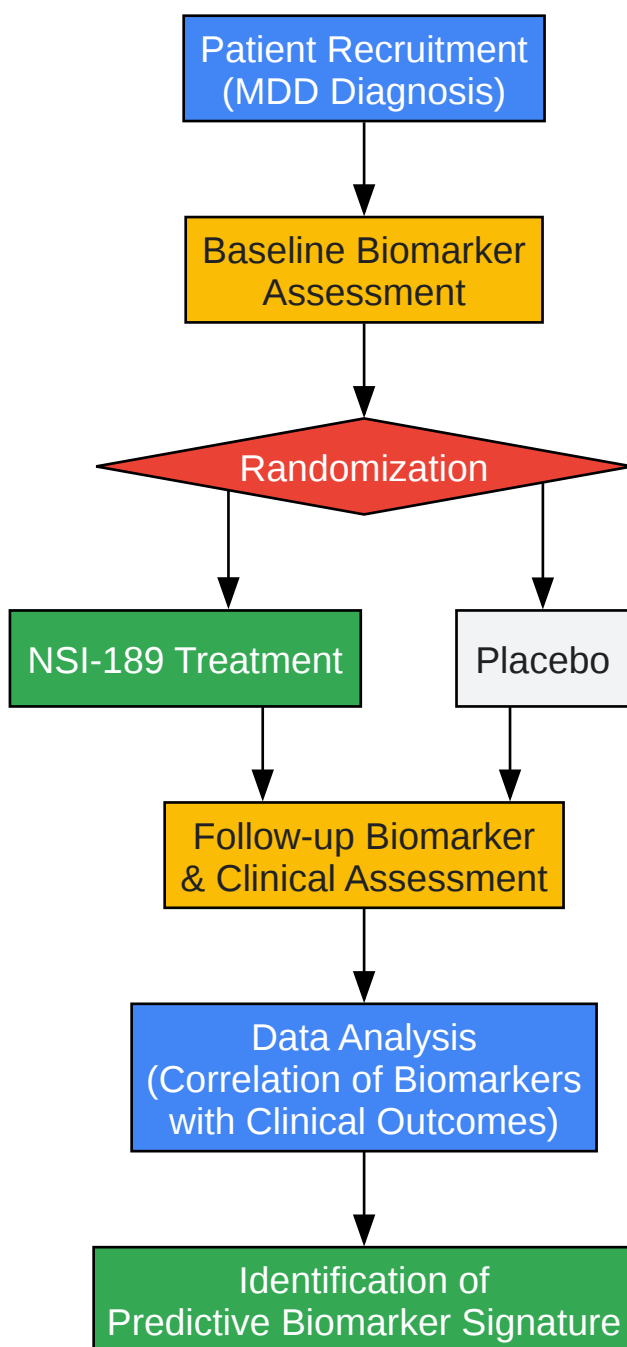 Patient Recruitment
(MDD Diagnosis)
Baseline Biomarker
Assessment
Randomization
NSI-189 Treatment
Placebo
Follow-up Biomarker
& Clinical Assessment
Data Analysis
(Correlation of Biomarkers
with Clinical Outcomes)
Identification of
Predictive Biomarker Signature